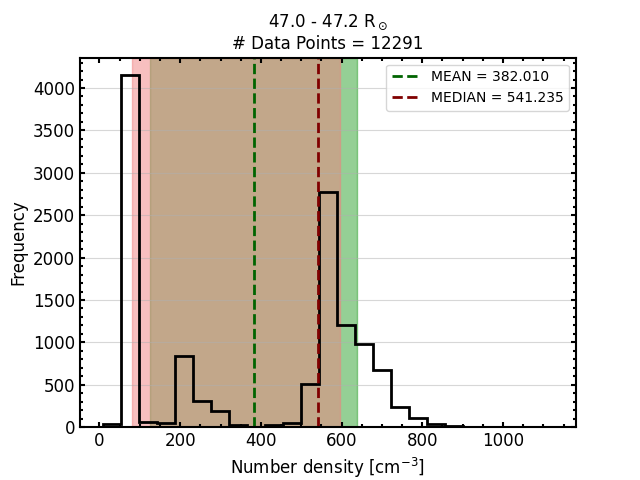 47.0 - 47.2 R⊙
# Data Points = 12291
MEAN = 382.010
MEDIAN = 541.235
Frequency
4000
3500
3000
2500
2000
1500
1000
500
0
0 200 400 600 800 1000
Number density [cm⁻³]